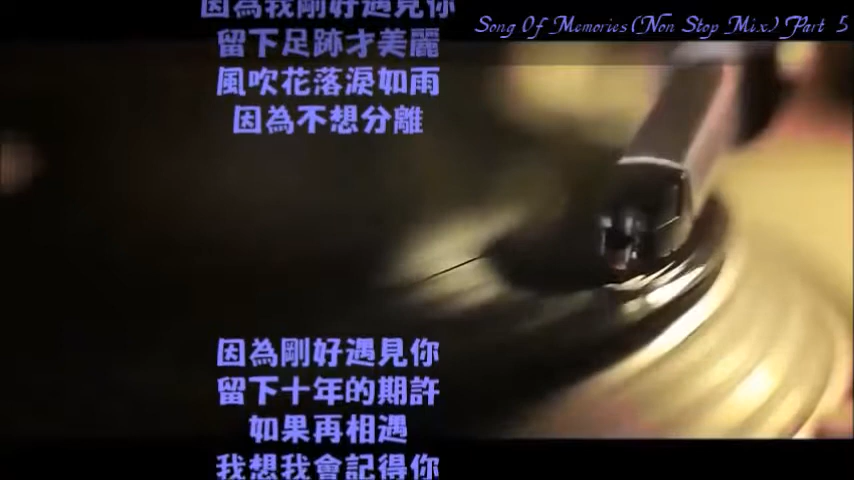 因為我剛好遇見你
Song Of Memories(Non Stop Mix) Part 5
留下足跡才美麗
風吹花落淚如雨
因為不想分離
因為剛好遇見你
留下十年的期許
如果再相遇
我想我會記得你